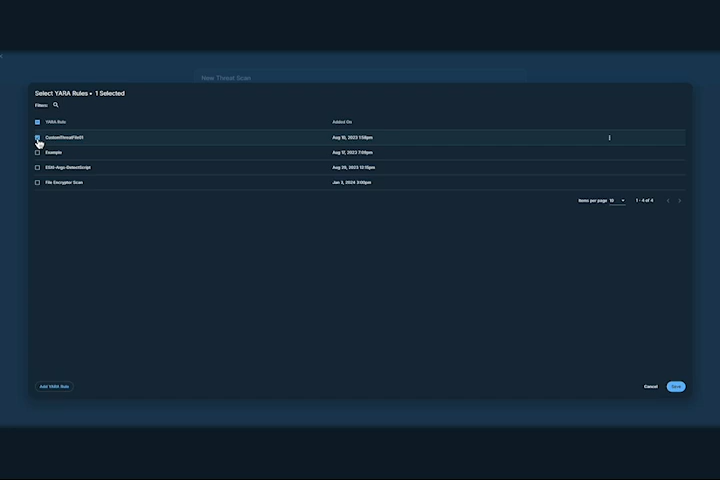 New Threat Scan
Select YARA Rules • 1 Selected
Filters:
YARA Rule Added On
CustomThreatFile01 Aug 10, 2023 1:58pm
Example Aug 17, 2023 7:59pm
Aug 29, 2023 12:15pm
File Encryptor Scan Jan 3, 2024 3:00pm
Items per page 10 1 - 4 of 4
Add YARA Rule Cancel Save